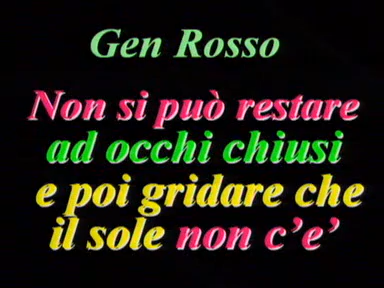 Gen Rosso
Non si può restare
ad occhi chiusi
e poi gridare che
il sole non c'e'